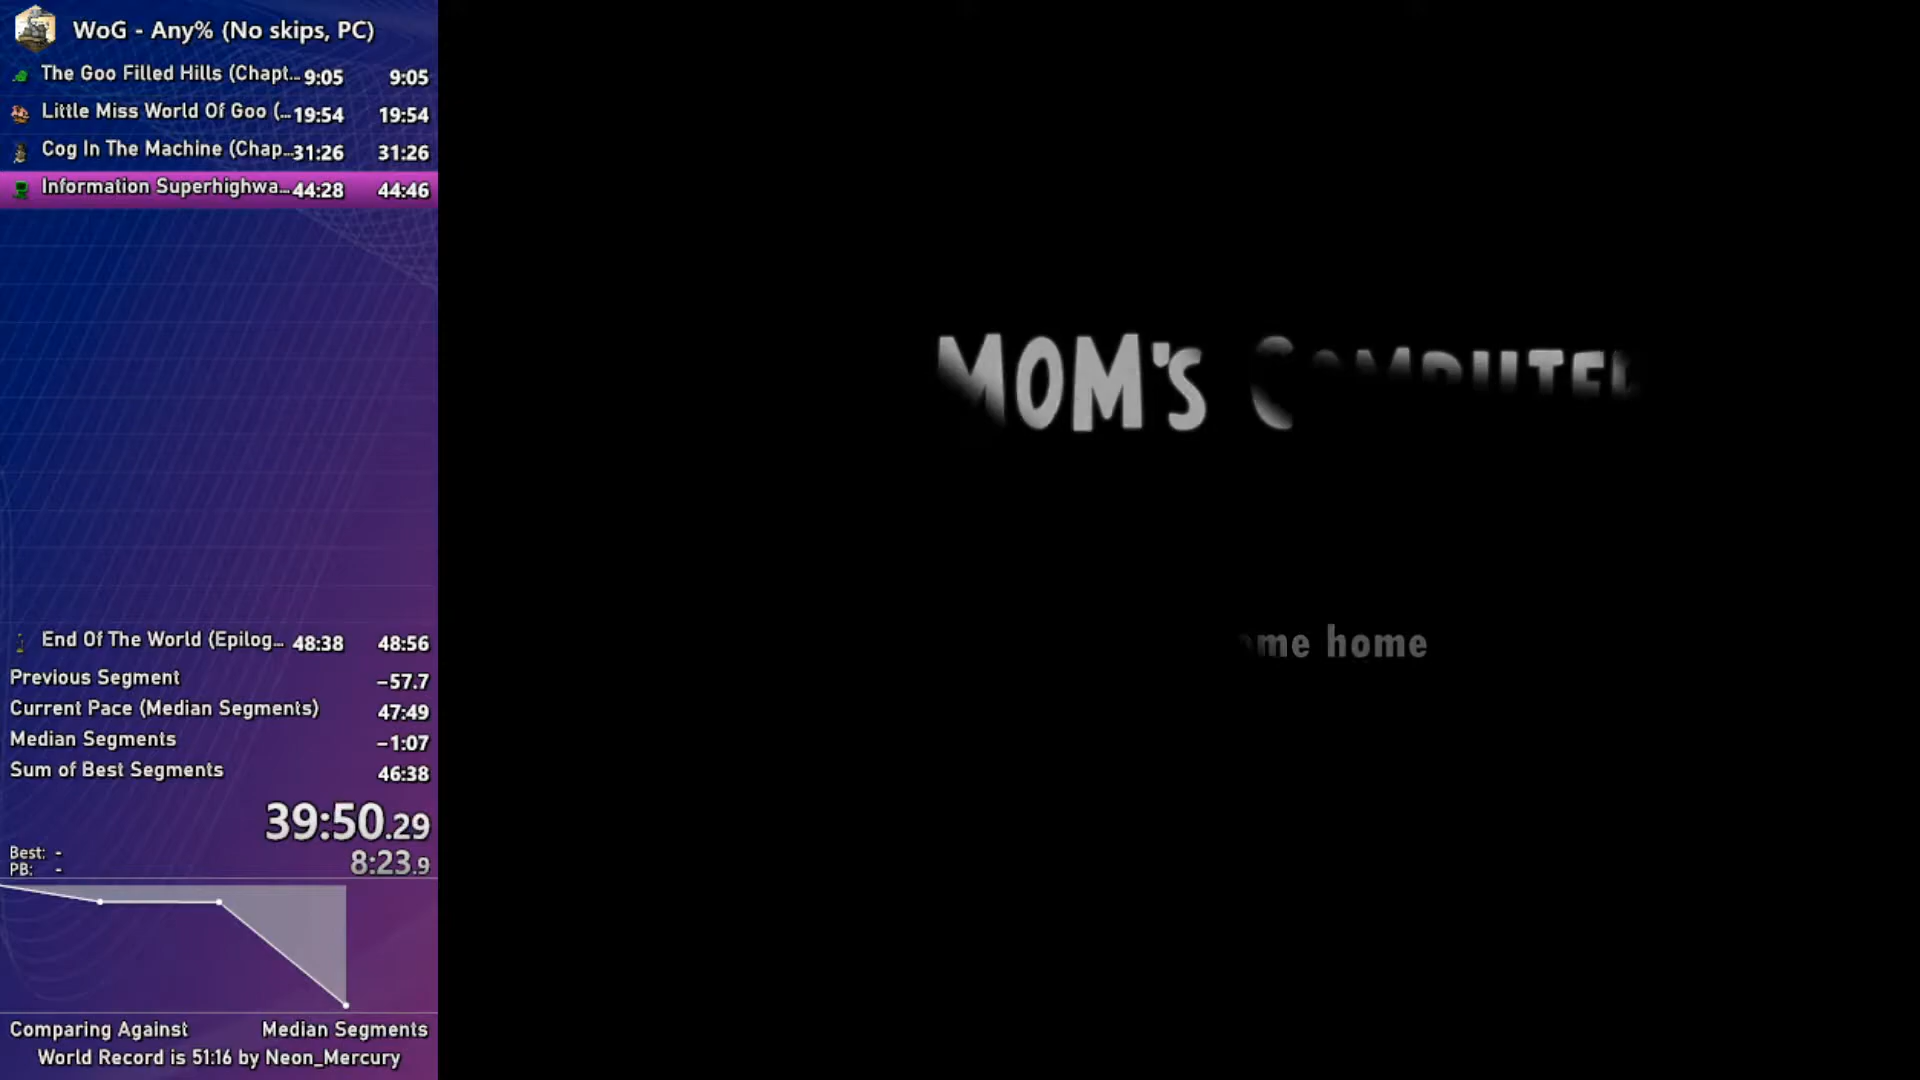 WoG - Any% (No skips, PC)
The Goo Filled Hills (Chapt... 9:05 9:05
Little Miss World Of Goo (... 19:54 19:54
Cog In The Machine (Chap... 31:26 31:26
Information Superhighwa... 44:28 44:46
MOM'S COMPUTER
ome home
End Of The World (Epilog... 48:38 48:56
Previous Segment -57.7
Current Pace (Median Segments) 47:49
Median Segments -1:07
Sum of Best Segments 46:38
39:50.29
Best: -
PB: -
8:23.9
Comparing Against Median Segments
World Record is 51:16 by Neon_Mercury